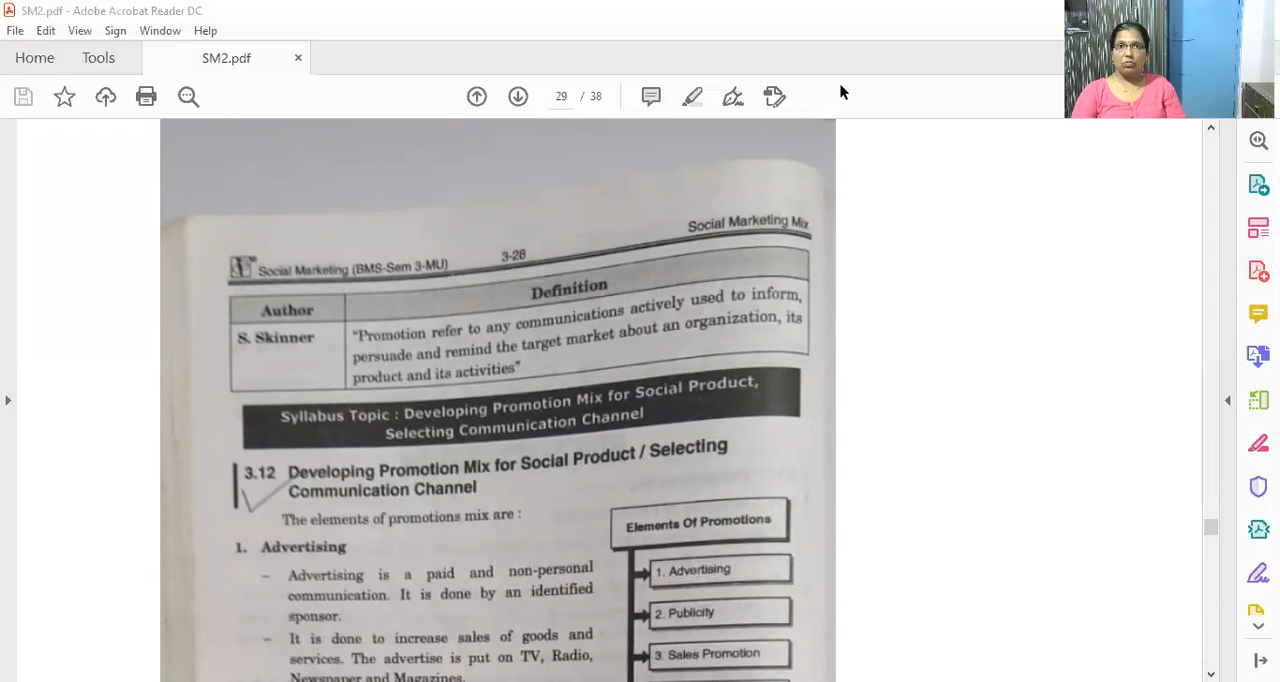 SM2.pdf - Adobe Acrobat Reader DC
File Edit View Sign Window Help
Home Tools SM2.pdf ×
29 / 38
Social Marketing (BMS-Sem 3-MU) 3-28 Social Marketing Mix
Author Definition
S. Skinner "Promotion refer to any communications actively used to inform,
persuade and remind the target market about an organization, its
product and its activities"
Syllabus Topic : Developing Promotion Mix for Social Product,
Selecting Communication Channel
3.12 Developing Promotion Mix for Social Product / Selecting
Communication Channel
The elements of promotions mix are :
1. Advertising
– Advertising is a paid and non-personal
communication. It is done by an identified
sponsor.
– It is done to increase sales of goods and
services. The advertise is put on TV, Radio,
Newspaper and Magazines.
Elements Of Promotions
1. Advertising
2. Publicity
3. Sales Promotion